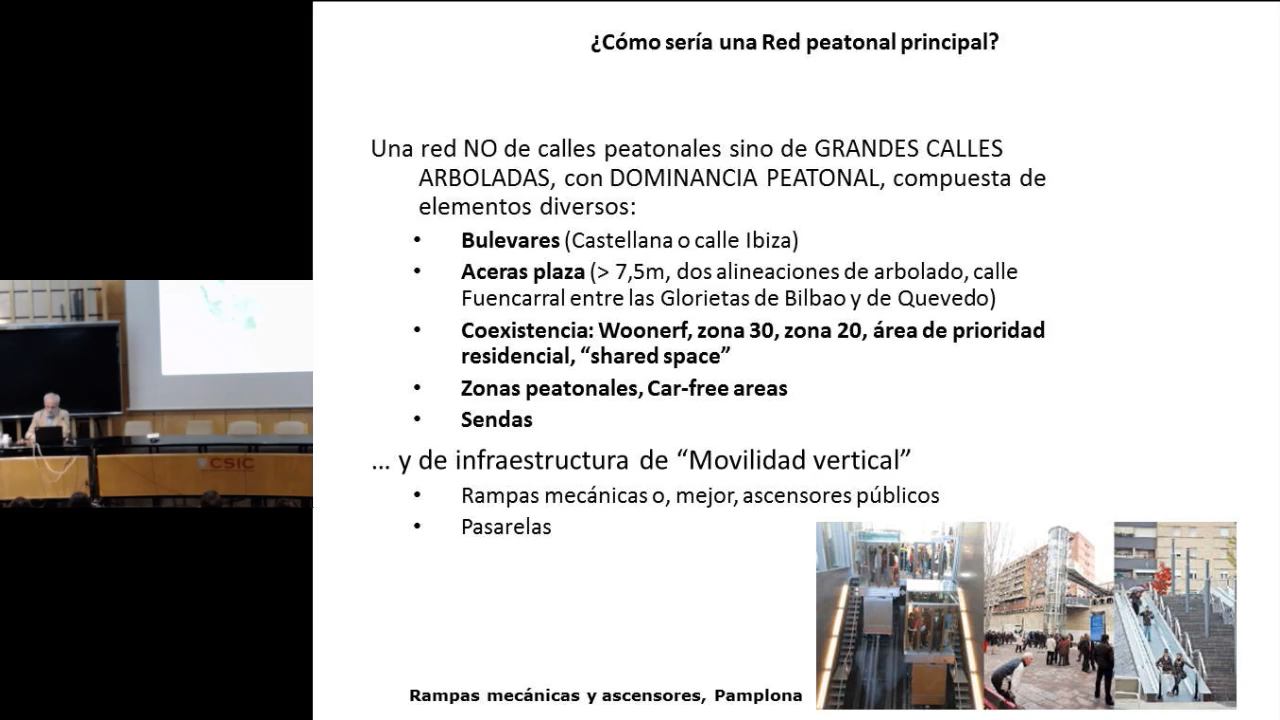 ¿Cómo sería una Red peatonal principal?
Una red NO de calles peatonales sino de GRANDES CALLES
ARBOLADAS, con DOMINANCIA PEATONAL, compuesta de
elementos diversos:
• Bulevares (Castellana o calle Ibiza)
• Aceras plaza (> 7,5m, dos alineaciones de arbolado, calle
Fuencarral entre las Glorietas de Bilbao y de Quevedo)
• Coexistencia: Woonerf, zona 30, zona 20, área de prioridad
residencial, “shared space”
• Zonas peatonales, Car-free areas
• Sendas
… y de infraestructura de “Movilidad vertical”
• Rampas mecánicas o, mejor, ascensores públicos
• Pasarelas
Rampas mecánicas y ascensores, Pamplona
CSIC